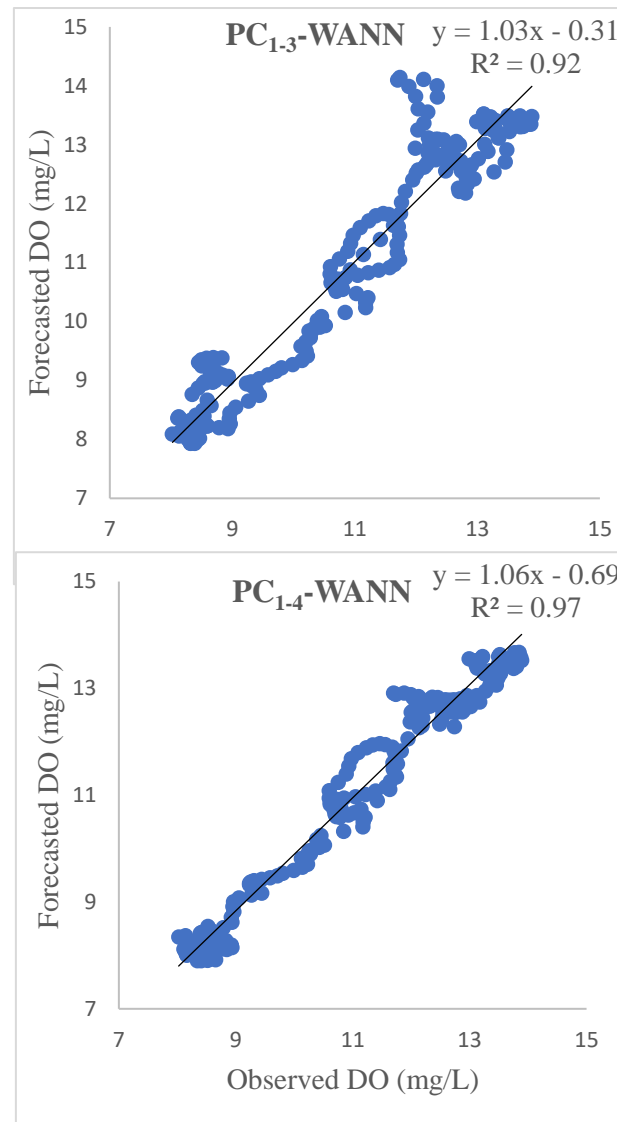 PC₁₋₃-WANN
y = 1.03x - 0.31
R² = 0.92
Forecasted DO (mg/L)
15
14
13
12
11
10
9
8
7
7 9 11 13 15
PC₁₋₄-WANN
y = 1.06x - 0.69
R² = 0.97
Forecasted DO (mg/L)
15
13
11
9
7
7 9 11 13 15
Observed DO (mg/L)